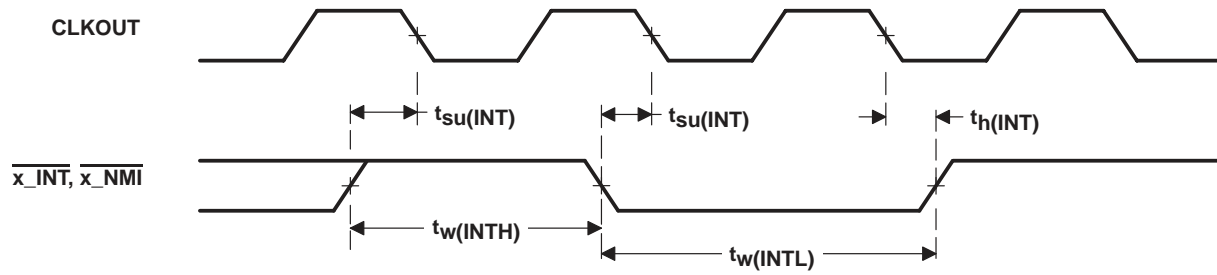 CLKOUT
tsu(INT)
tsu(INT)
th(INT)
x_INT, x_NMI
tw(INTH)
tw(INTL)